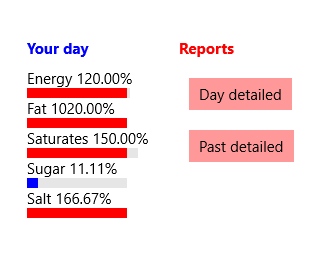 Your day
Energy 120.00%
Fat 1020.00%
Saturates 150.00%
Sugar 11.11%
Salt 166.67%
Reports
Day detailed
Past detailed